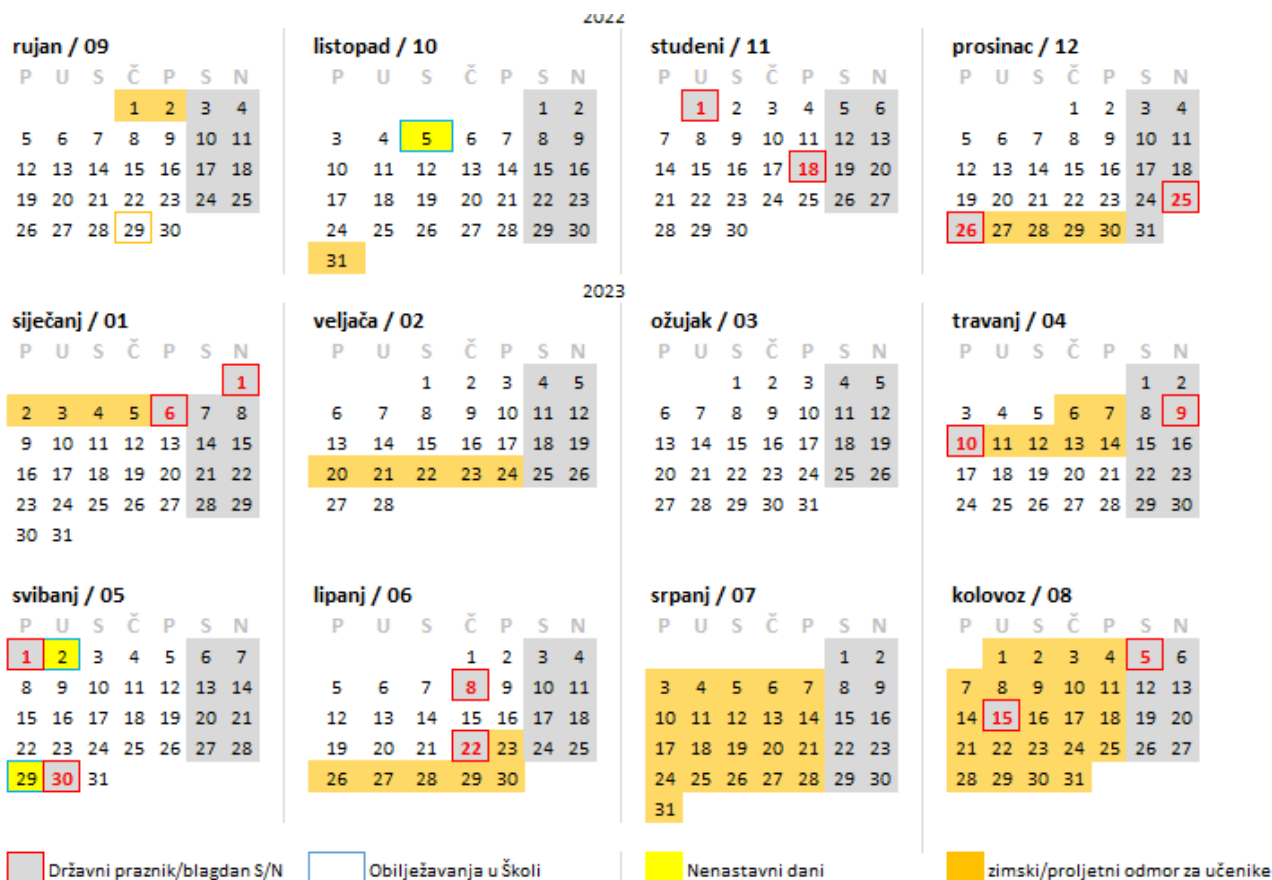 2022
rujan / 09 listopad / 10 studeni / 11 prosinac / 12
P U S Č P S N P U S Č P S N P U S Č P S N P U S Č P S N
1 2 3 4 1 2 1 2 3 4 5 6 1 2 3 4
5 6 7 8 9 10 11 3 4 5 6 7 8 9 7 8 9 10 11 12 13 5 6 7 8 9 10 11
12 13 14 15 16 17 18 10 11 12 13 14 15 16 14 15 16 17 18 19 20 12 13 14 15 16 17 18
19 20 21 22 23 24 25 17 18 19 20 21 22 23 21 22 23 24 25 26 27 19 20 21 22 23 24 25
26 27 28 29 30 24 25 26 27 28 29 30 28 29 30 26 27 28 29 30 31
31
2023
siječanj / 01 veljača / 02 ožujak / 03 travanj / 04
P U S Č P S N P U S Č P S N P U S Č P S N P U S Č P S N
1 1 2 3 4 5 1 2 3 4 5 1 2
2 3 4 5 6 7 8 6 7 8 9 10 11 12 6 7 8 9 10 11 12 3 4 5 6 7 8 9
9 10 11 12 13 14 15 13 14 15 16 17 18 19 13 14 15 16 17 18 19 10 11 12 13 14 15 16
16 17 18 19 20 21 22 20 21 22 23 24 25 26 20 21 22 23 24 25 26 17 18 19 20 21 22 23
23 24 25 26 27 28 29 27 28 27 28 29 30 31 24 25 26 27 28 29 30
30 31
svibanj / 05 lipanj / 06 srpanj / 07 kolovoz / 08
P U S Č P S N P U S Č P S N P U S Č P S N P U S Č P S N
1 2 3 4 5 6 7 1 2 3 4 1 2 1 2 3 4 5 6
8 9 10 11 12 13 14 5 6 7 8 9 10 11 3 4 5 6 7 8 9 7 8 9 10 11 12 13
15 16 17 18 19 20 21 12 13 14 15 16 17 18 10 11 12 13 14 15 16 14 15 16 17 18 19 20
22 23 24 25 26 27 28 19 20 21 22 23 24 25 17 18 19 20 21 22 23 21 22 23 24 25 26 27
29 30 31 26 27 28 29 30 24 25 26 27 28 29 30 28 29 30 31
31
Državni praznik/blagdan S/N Obilježavanja u Školi Nenastavni dani zimski/proljetni odmor za učenike